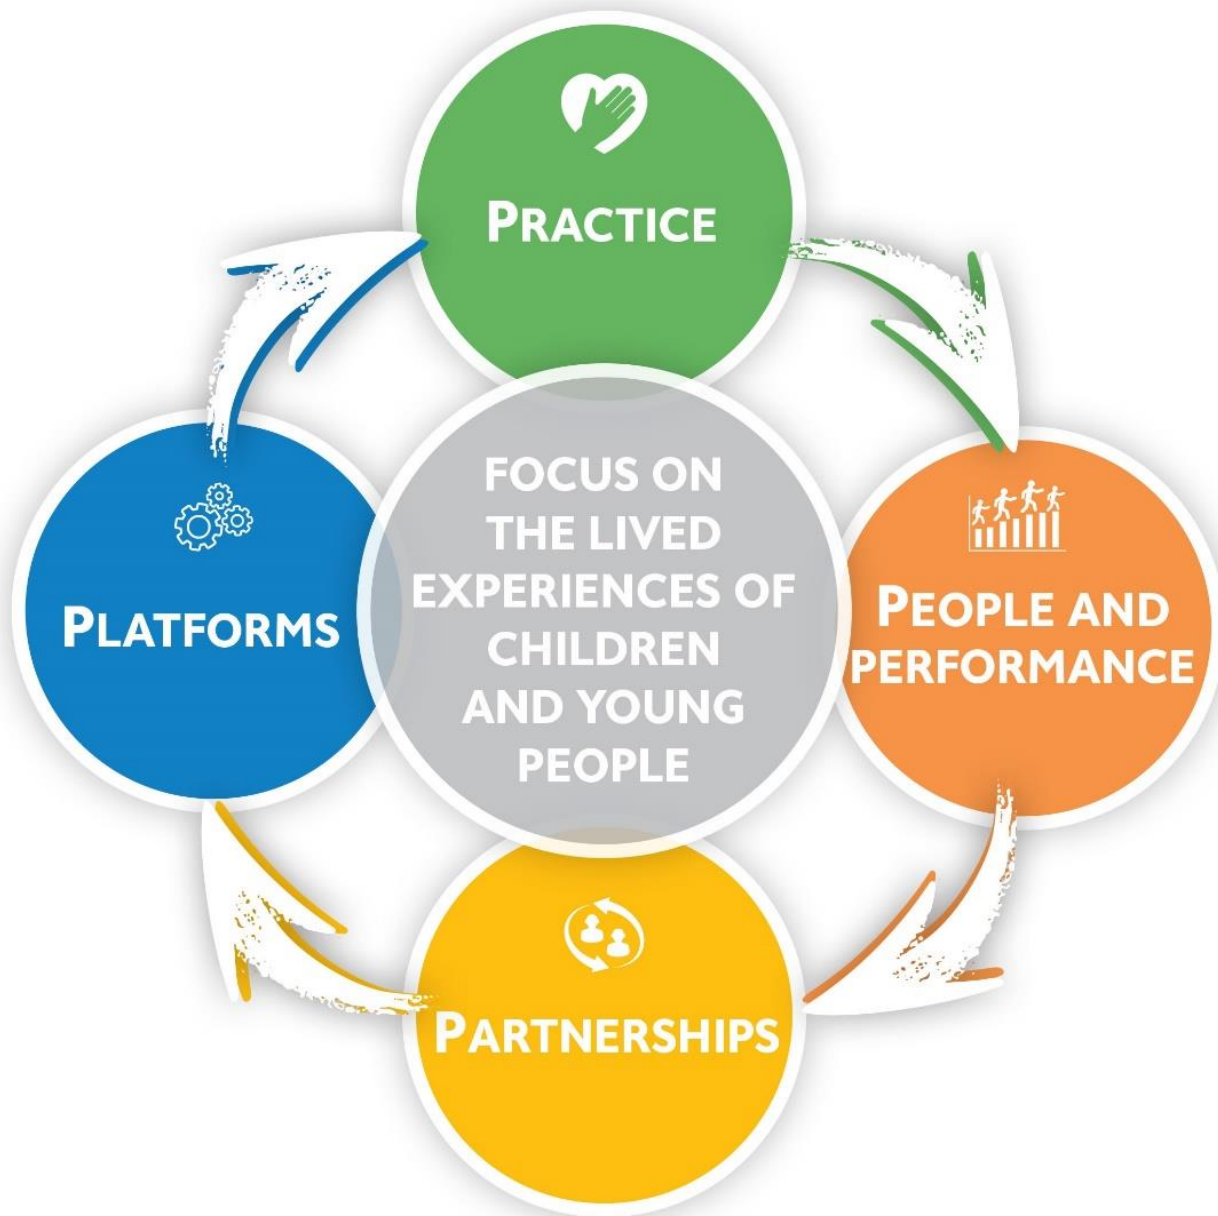 PRACTICE
PEOPLE AND
PERFORMANCE
PARTNERSHIPS
PLATFORMS
FOCUS ON
THE LIVED
EXPERIENCES OF
CHILDREN
AND YOUNG
PEOPLE